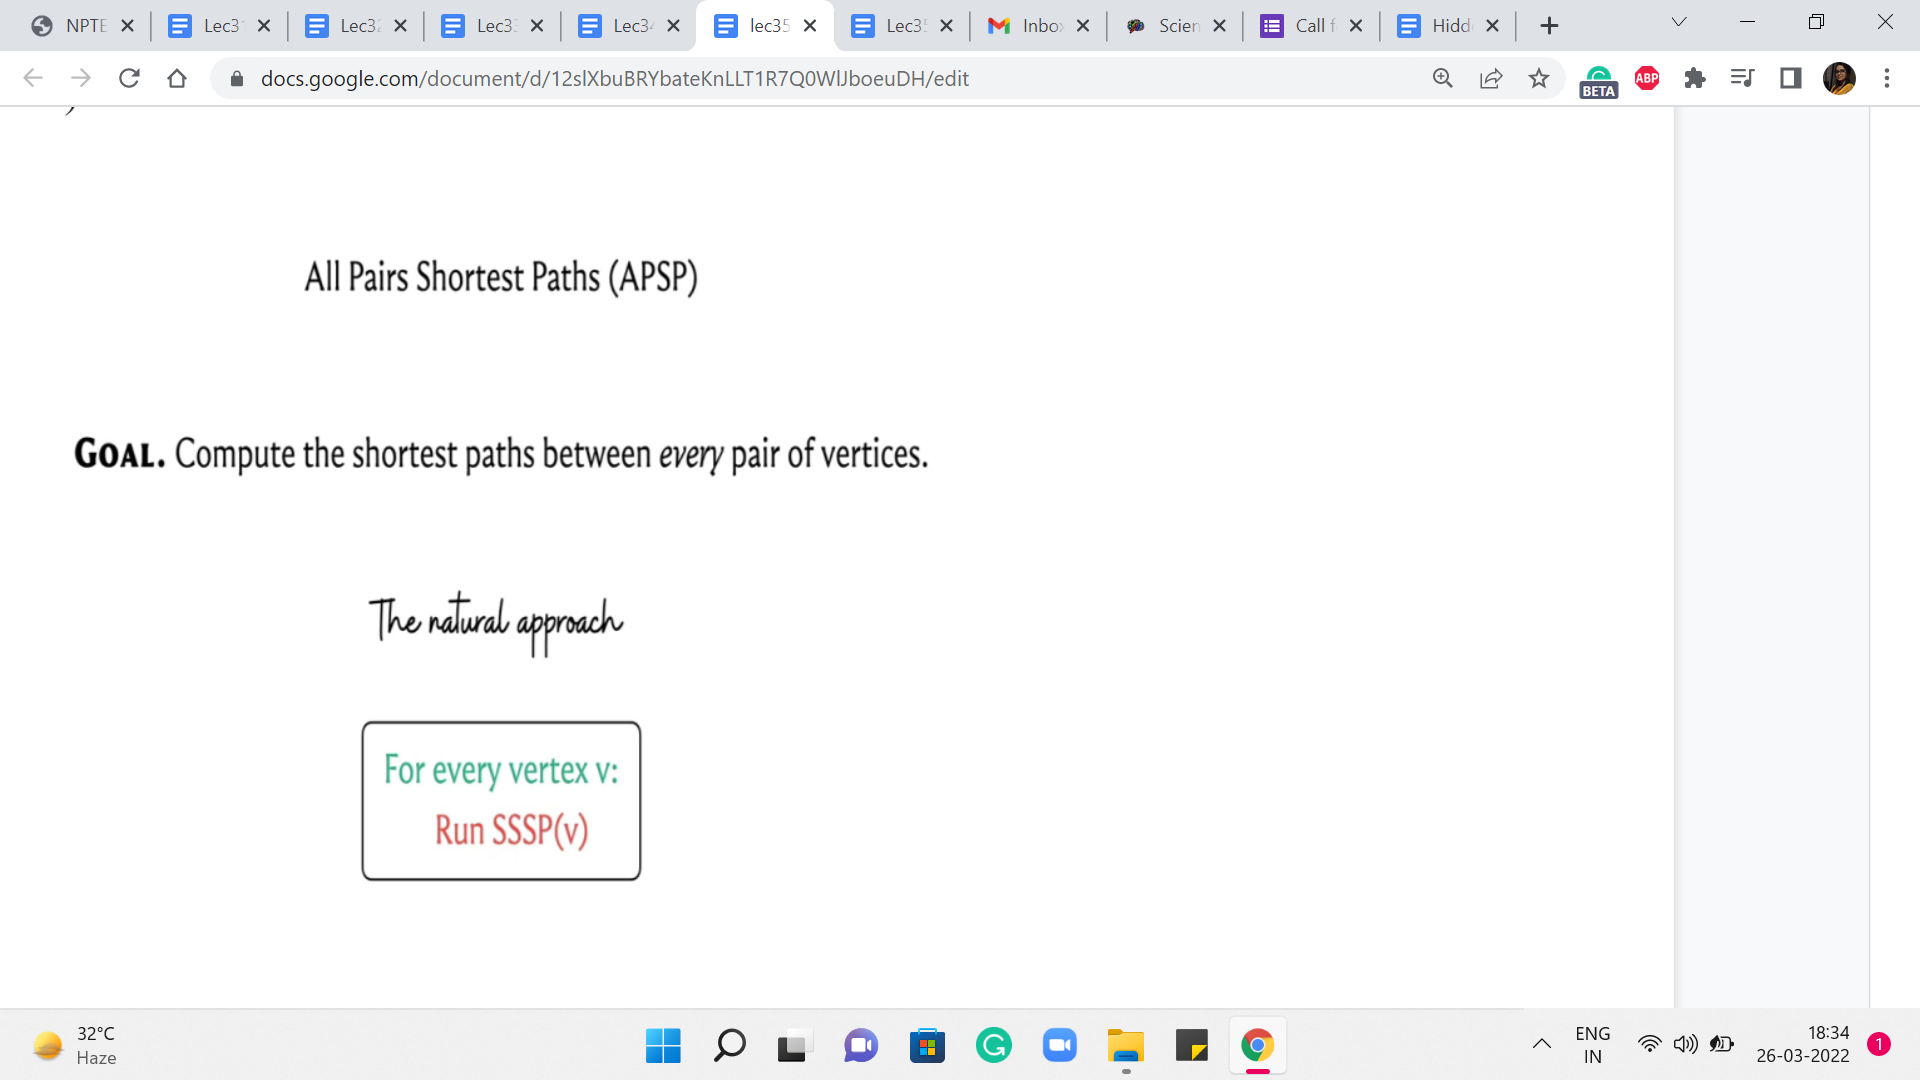 NPTE
Lec3
Lec3
Lec3
Lec3
lec35
Lec3
Inbo
Scien
Call f
Hidd
docs.google.com/document/d/12slXbuBRYbateKnLLT1R7Q0WlJboeuDH/edit
BETA
ABP
All Pairs Shortest Paths (APSP)
GOAL. Compute the shortest paths between every pair of vertices.
The natural approach
For every vertex v:
Run SSSP(v)
32°C
Haze
ENG
IN
18:34
26-03-2022
1